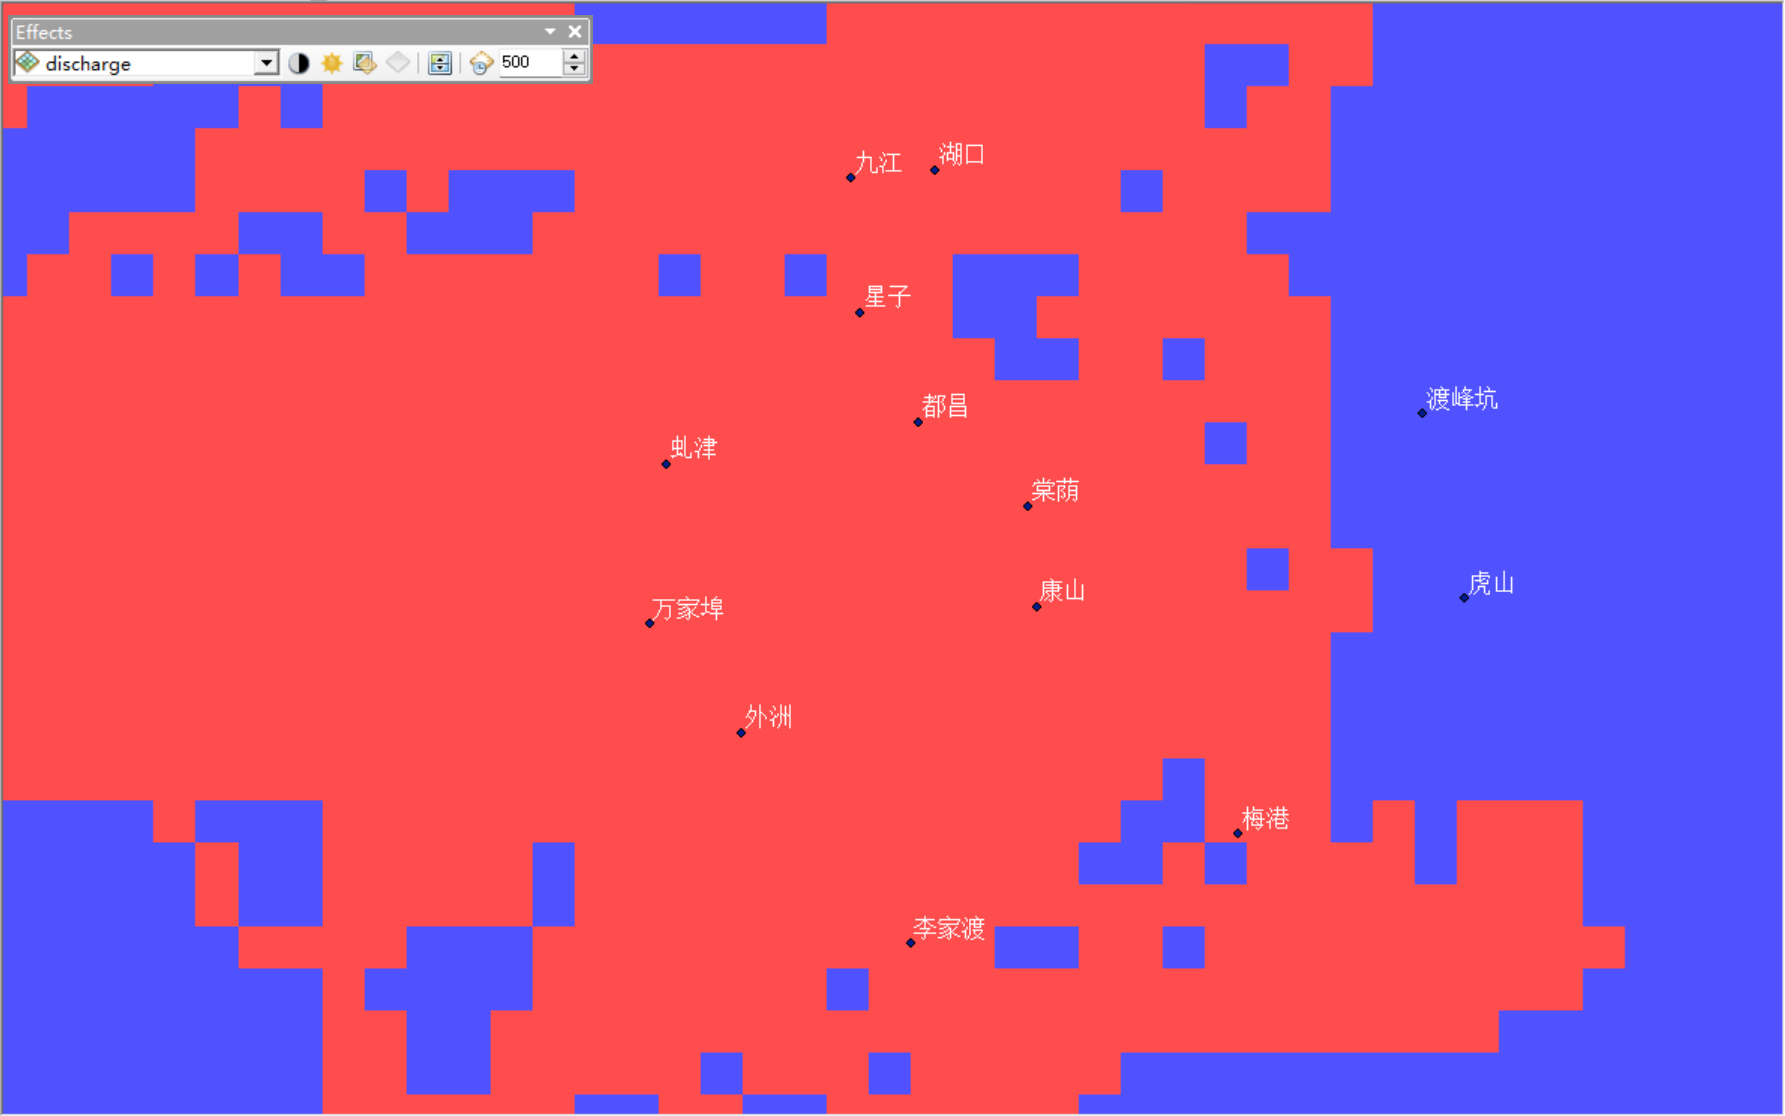 Effects
discharge
500
九江
湖口
星子
都昌
渡峰坑
虬津
棠荫
康山
虎山
万家埠
外洲
梅港
李家渡